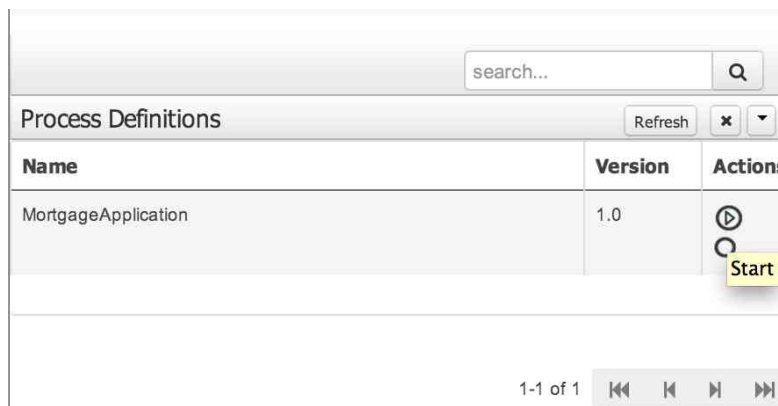 search...
Process Definitions Refresh
Name Version Actions
MortgageApplication 1.0
Start
1-1 of 1